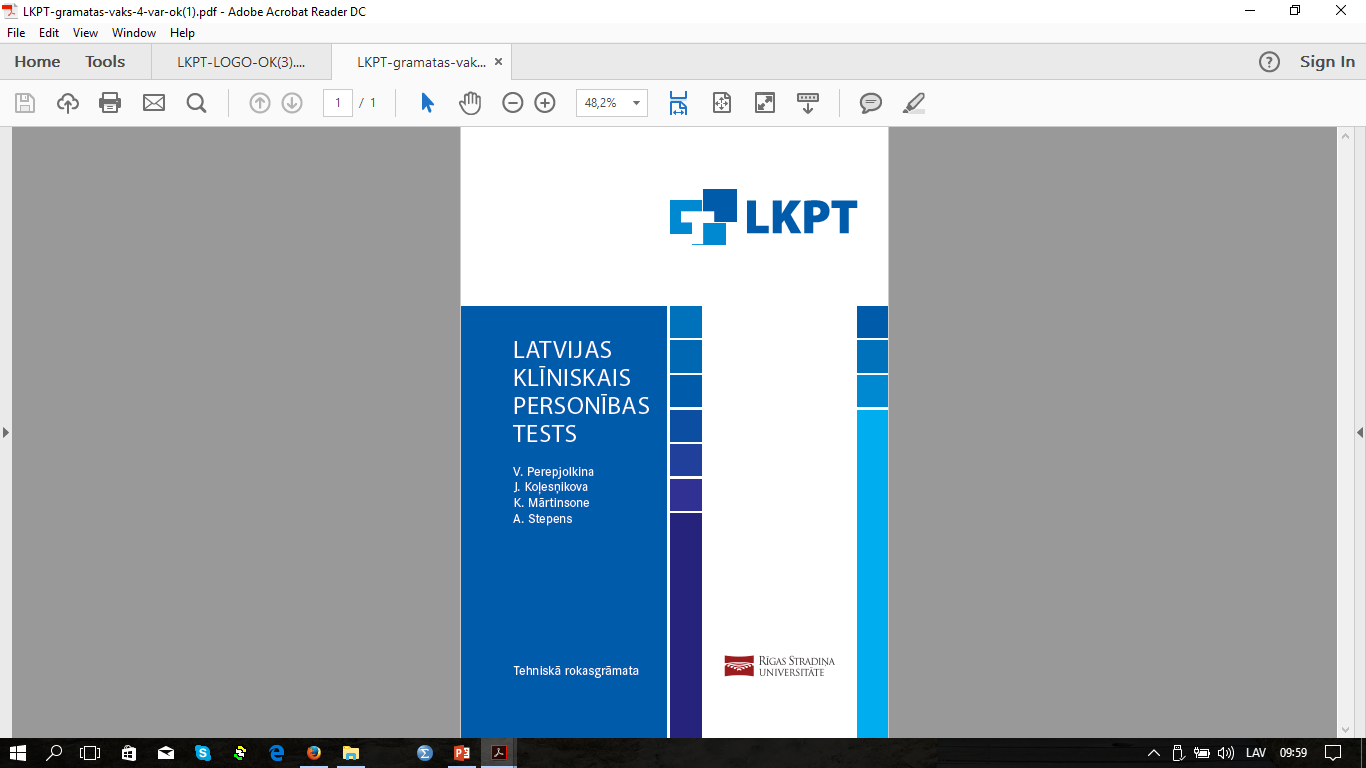 LKPT-gramatas-vaks-4-var-ok(1).pdf - Adobe Acrobat Reader DC
File Edit View Window Help
Home Tools LKPT-LOGO-OK(3).... LKPT-gramatas-vak... × ? Sign In
1 / 1 48,2%
LKPT
LATVIJAS
KLĪNISKAIS
PERSONĪBAS
TESTS
V. Perepjolkina
J. Koļesņikova
K. Mārtinsone
A. Stepens
Tehniskā rokasgrāmata
RĪGAS STRADIŅA
UNIVERSITĀTE
LAV 09:59